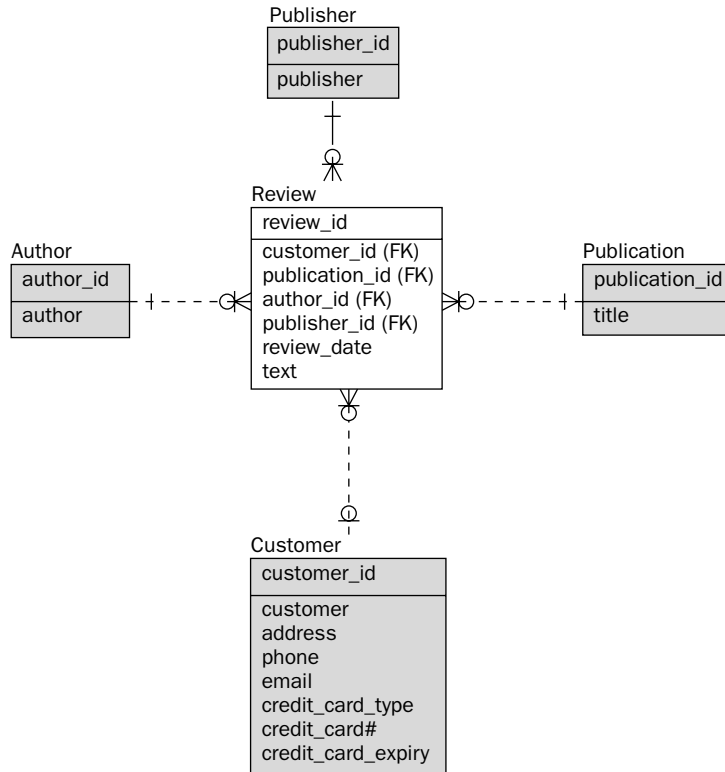 Publisher
publisher_id
publisher
Review
review_id
customer_id (FK)
publication_id (FK)
author_id (FK)
publisher_id (FK)
review_date
text
Author
author_id
author
Publication
publication_id
title
Customer
customer_id
customer
address
phone
email
credit_card_type
credit_card#
credit_card_expiry